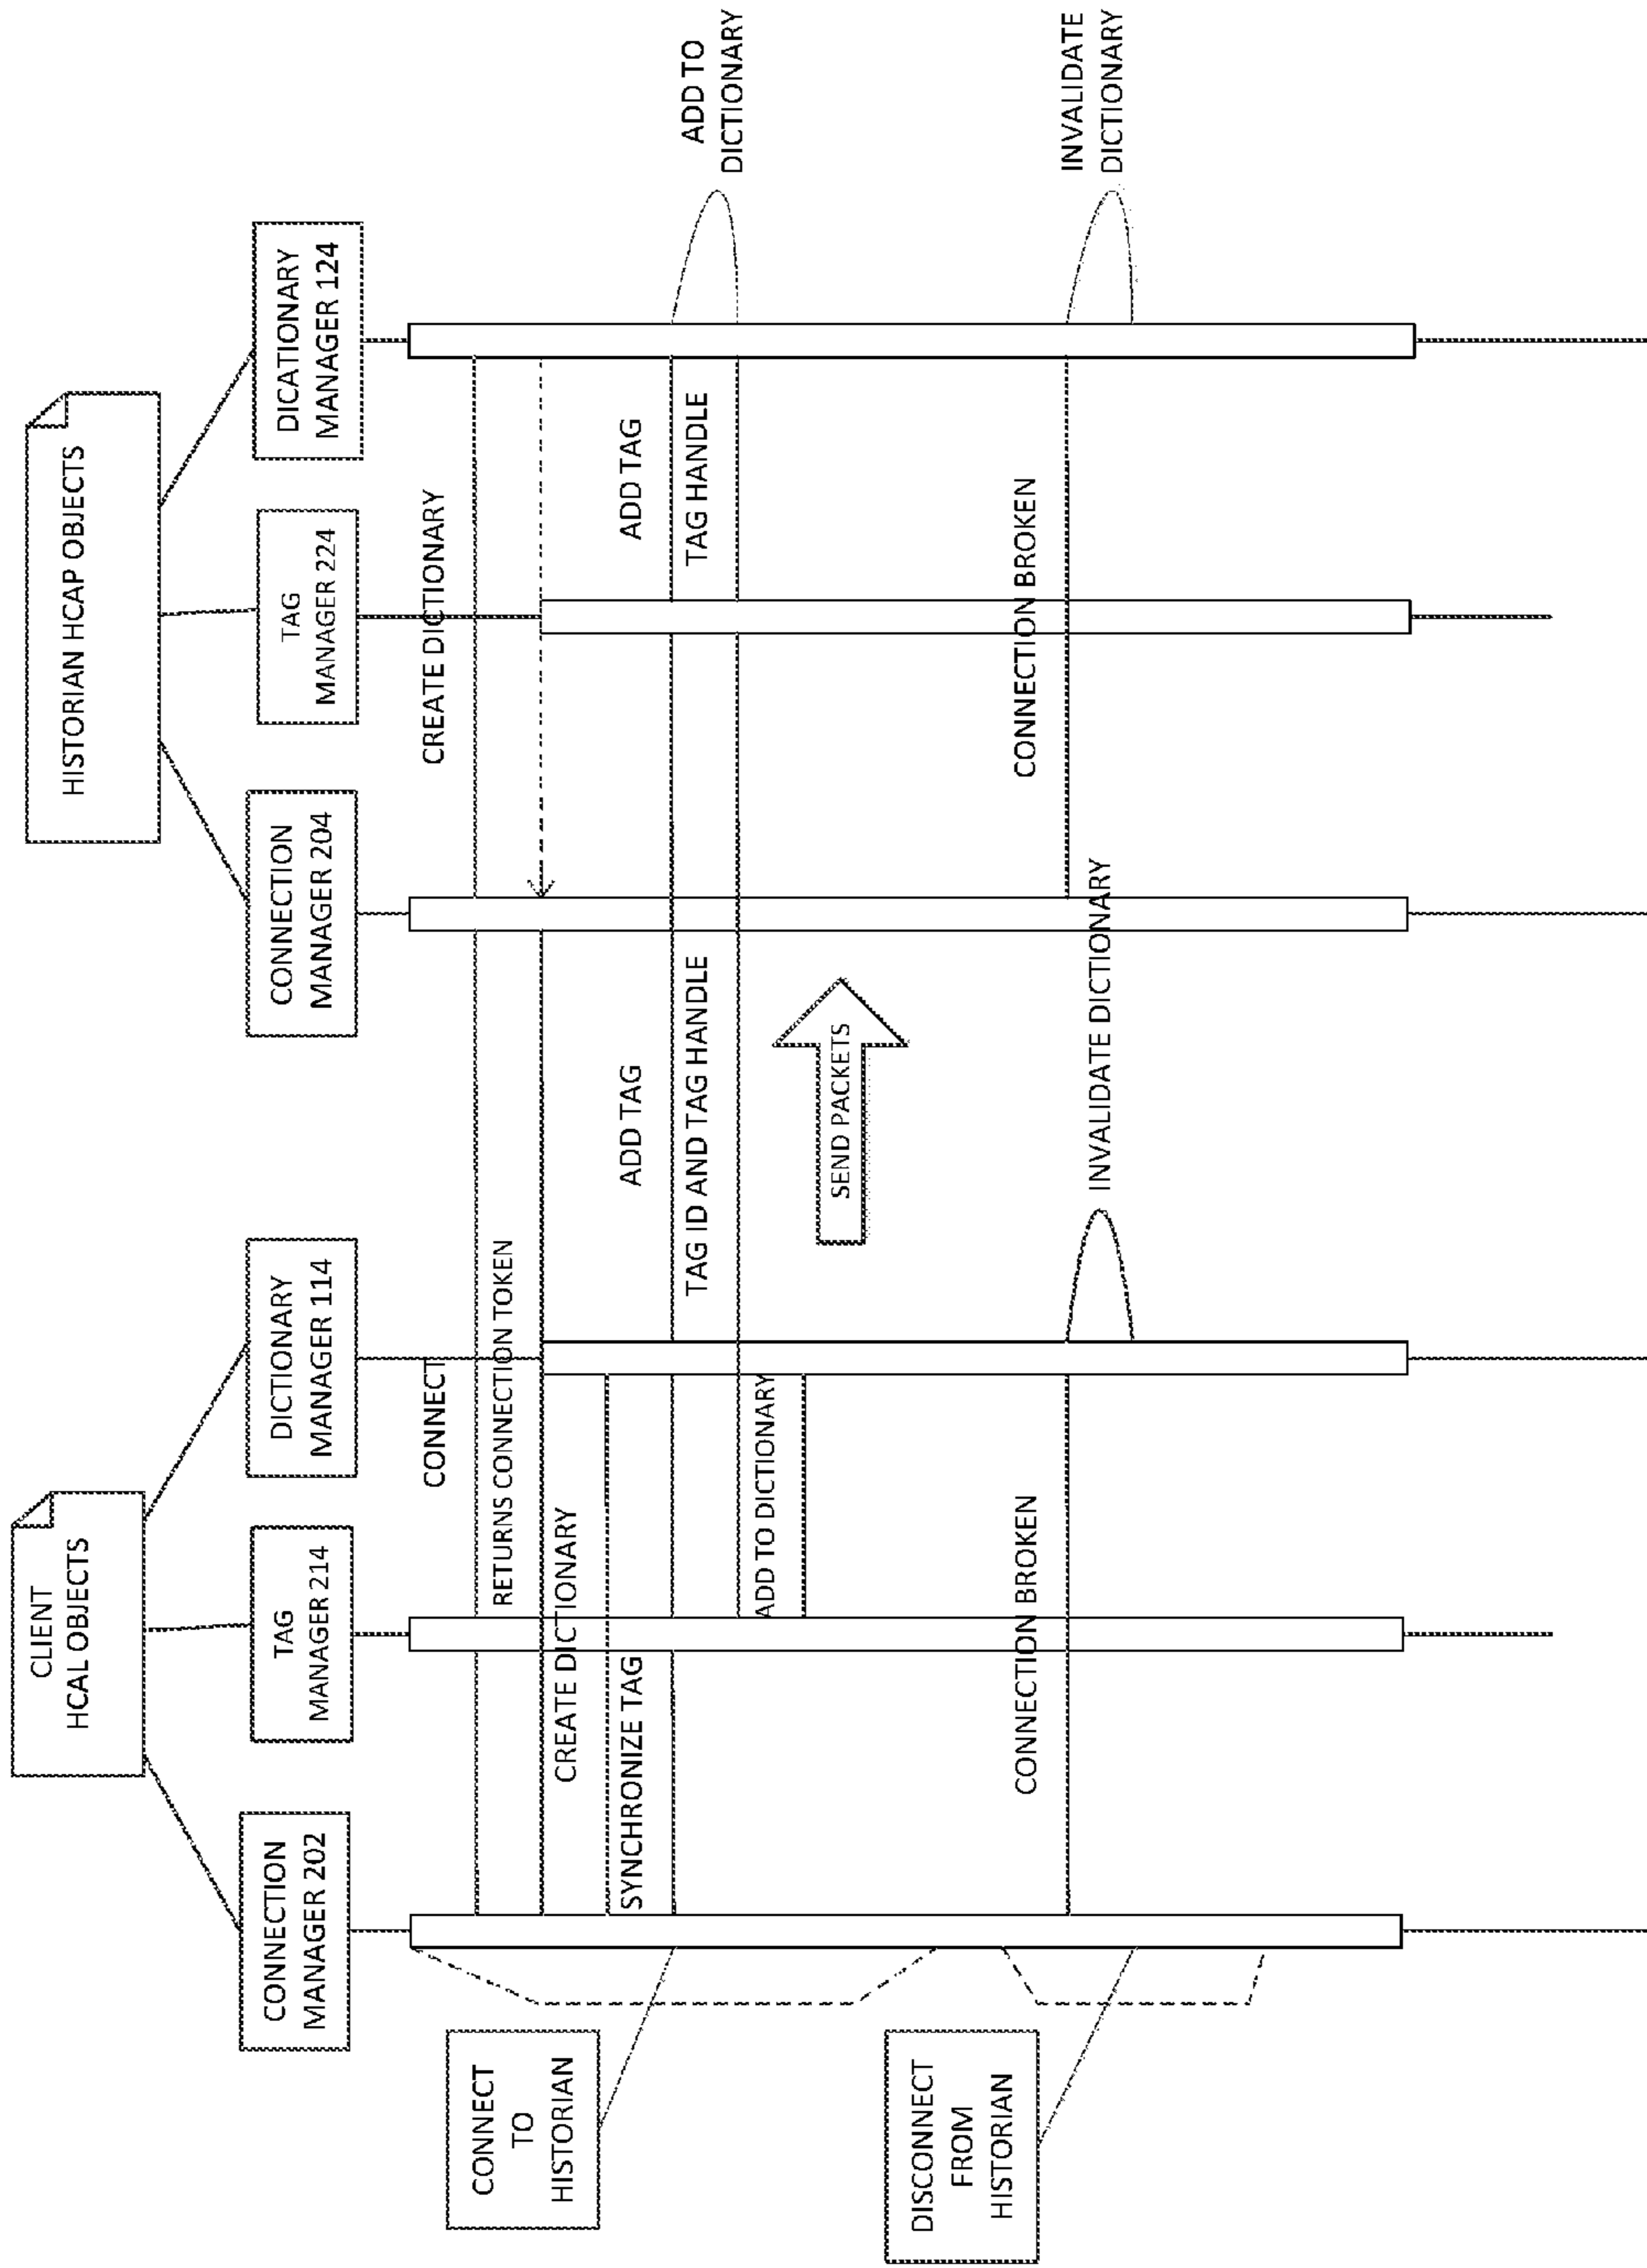 CLIENT
HCAL OBJECTS
HISTORIAN HCAP OBJECTS
CONNECTION
MANAGER 202
TAG
MANAGER 214
DICTIONARY
MANAGER 114
CONNECTION
MANAGER 204
TAG
MANAGER 224
DICATIONARY
MANAGER 124
CONNECT
TO
HISTORIAN
CONNECT
CREATE DICTIONARY
RETURNS CONNECTION TOKEN
CREATE DICTIONARY
SYNCHRONIZE TAG
ADD TAG
ADD TAG
ADD TO
DICTIONARY
TAG ID AND TAG HANDLE
TAG HANDLE
ADD TO DICTIONARY
SEND PACKETS
DISCONNECT
FROM
HISTORIAN
CONNECTION BROKEN
CONNECTION BROKEN
INVALIDATE DICTIONARY
INVALIDATE
DICTIONARY